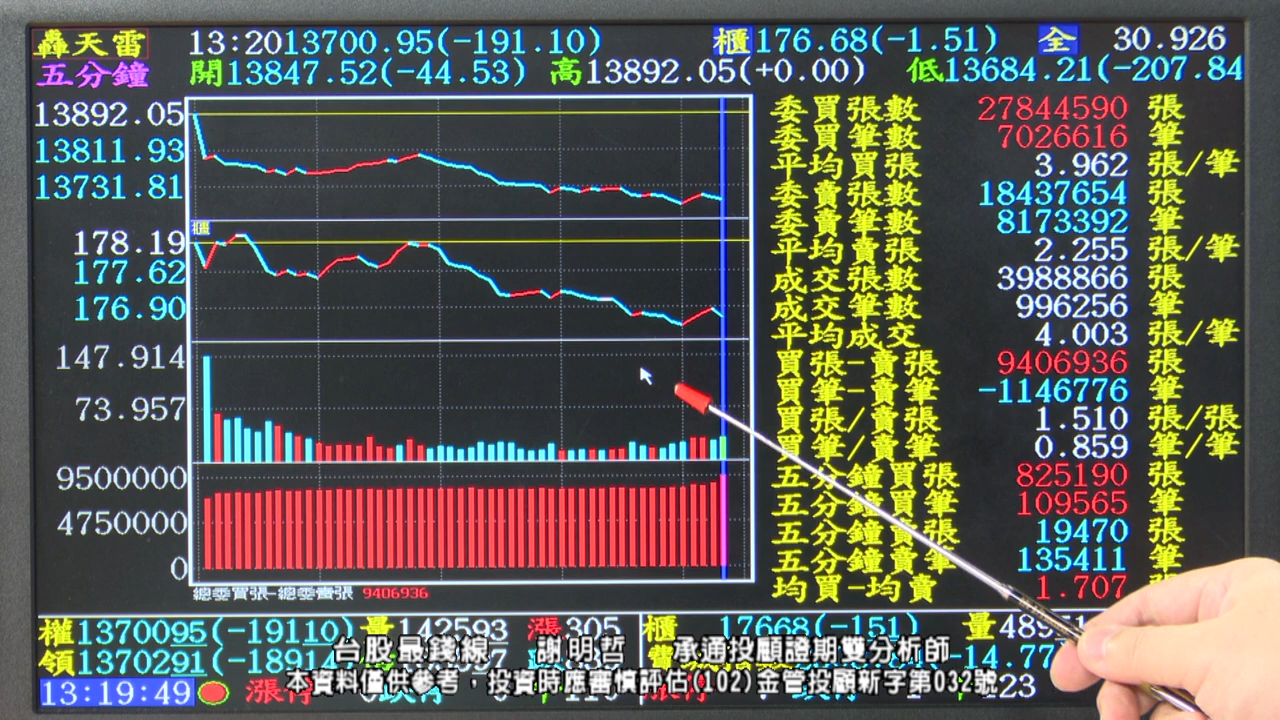 轟天雷 13:20 13700.95(-191.10) 櫃 176.68(-1.51) 全 30.926
五分鐘 開 13847.52(-44.53) 高 13892.05(+0.00) 低 13684.21(-207.84
13892.05
13811.93
13731.81
櫃
178.19
177.62
176.90
147.914
73.957
9500000
4750000
0
總委買張-總委賣張 9406936
委買張數 27844590 張
委買筆數 7026616 筆
平均買張 3.962 張/筆
委賣張數 18437654 張
委賣筆數 8173392 筆
平均賣張 2.255 張/筆
成交張數 3988866 張
成交筆數 996256 筆
平均成交 4.003 張/筆
買張-賣張 9406936 張
買筆-賣筆 -1146776 筆
買張/賣張 1.510 張/張
買筆/賣筆 0.859 筆/筆
五分鐘買張 825190 張
五分鐘買筆 109565 筆
五分鐘賣張 19470 張
五分鐘賣筆 135411 筆
均買-均賣 1.707
權 1370095(-19110) 量 142593 漲 305 櫃 17668(-151) 量
領 1370291
台股最錢線 謝明哲 承通投顧證期雙分析師
本資料僅供參考，投資時應審慎評估(102)金管投顧新字第032號
13:19:49